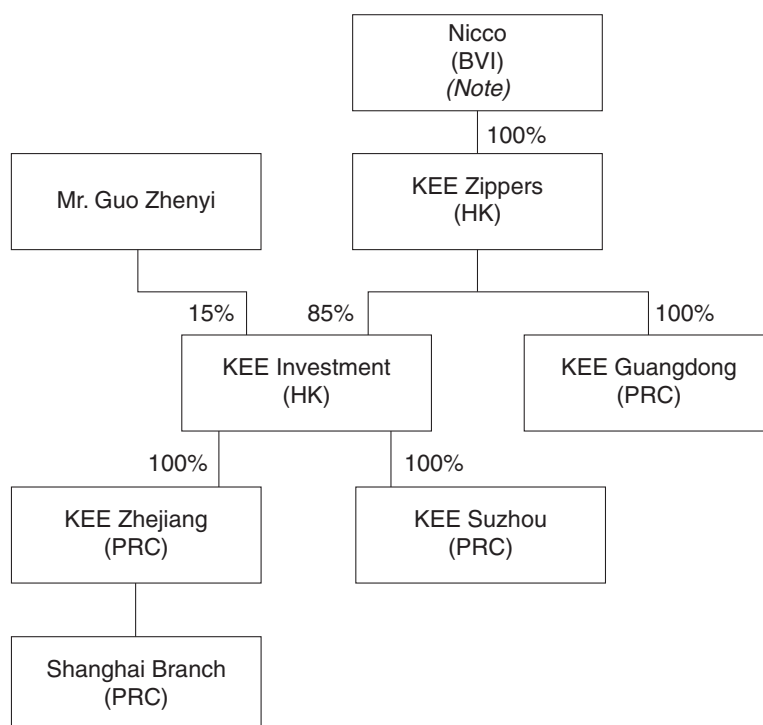 Nicco
(BVI)
(Note)
100%
Mr. Guo Zhenyi
KEE Zippers
(HK)
15%
85%
100%
KEE Investment
(HK)
KEE Guangdong
(PRC)
100%
100%
KEE Zhejiang
(PRC)
KEE Suzhou
(PRC)
Shanghai Branch
(PRC)